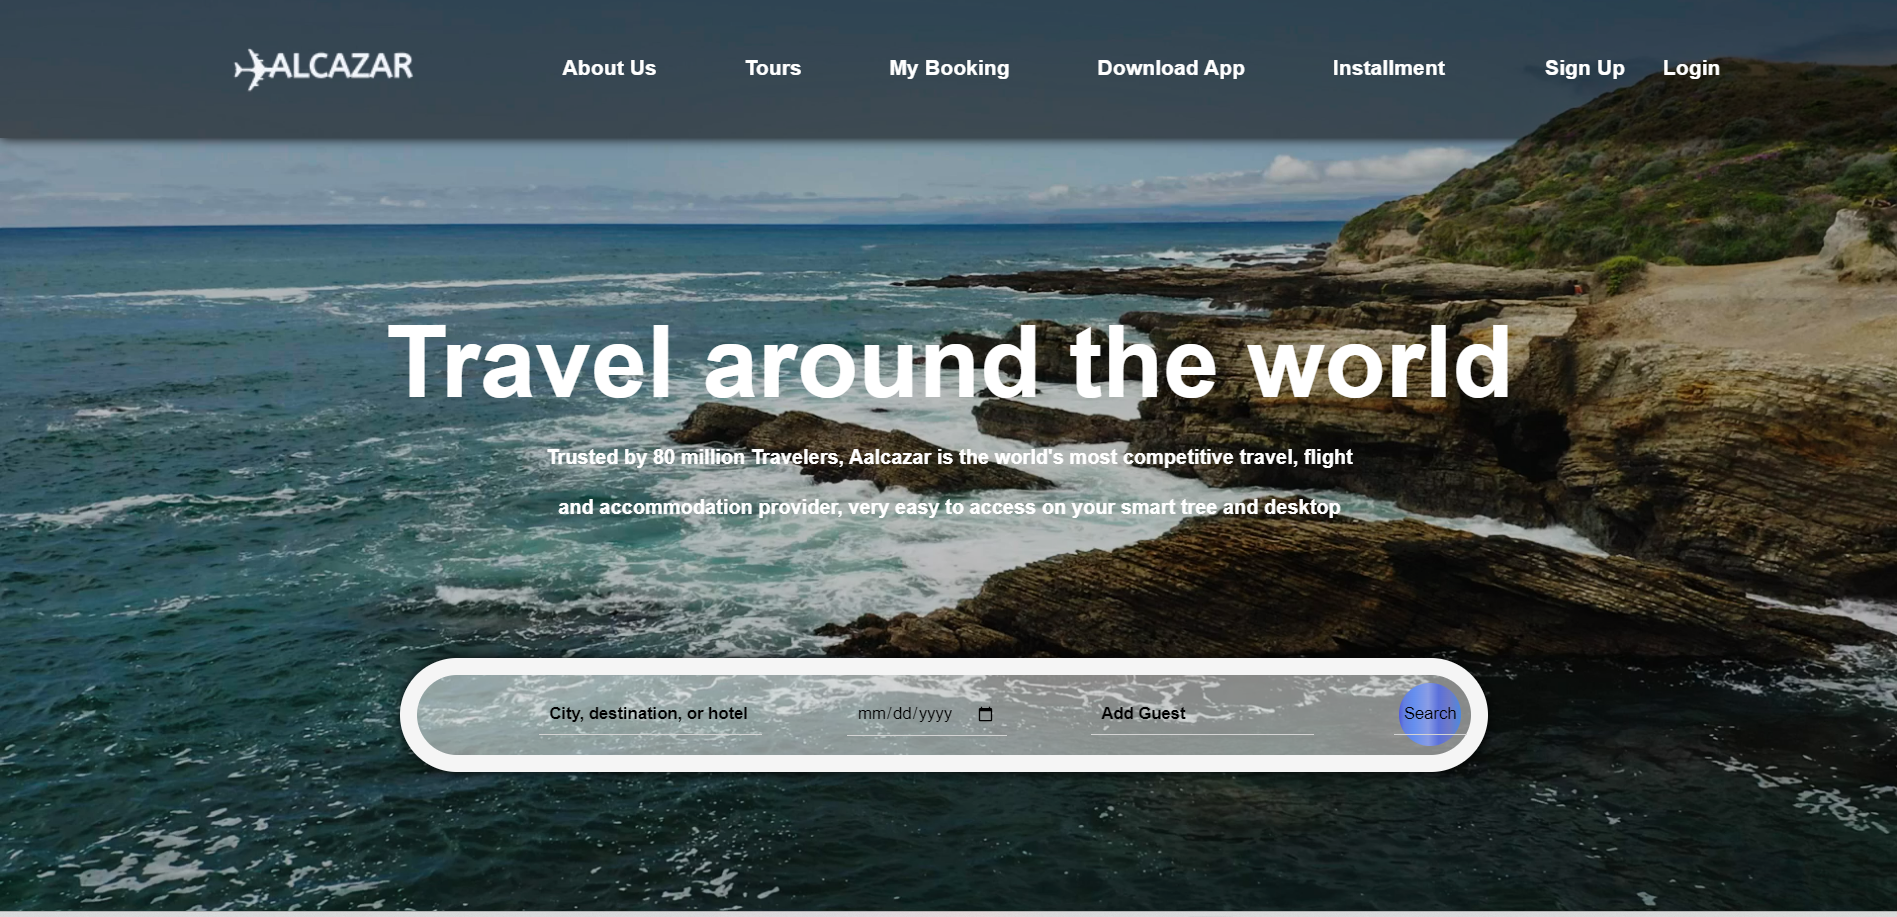 ALCAZAR About Us Tours My Booking Download App Installment Sign Up Login
Travel around the world
Trusted by 80 million Travelers, Aalcazar is the world's most competitive travel, flight
and accommodation provider, very easy to access on your smart tree and desktop
City, destination, or hotel mm/dd/yyyy Add Guest Search